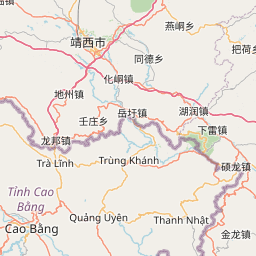 燕峒乡
靖西市
同德乡
把荷乡
化峒镇
地州镇
岳圩镇
湖润镇
壬庄乡
下雷镇
龙邦镇
Trà Lĩnh
Trùng Khánh
硕龙镇
Tỉnh Cao
Bằng
Quảng Uyên
Thanh Nhật
Cao Bằng
金龙镇